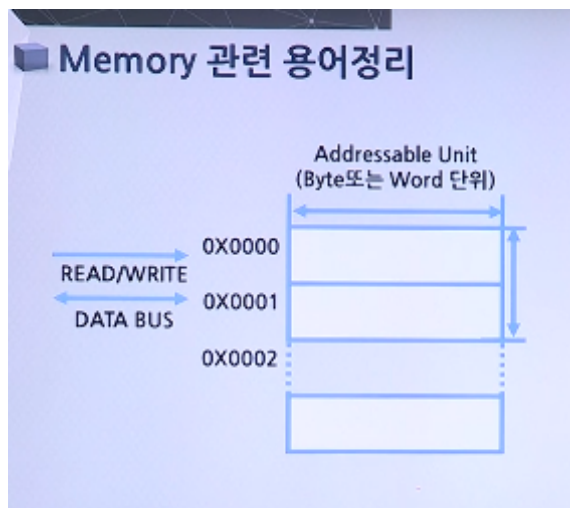 Memory 관련 용어정리
Addressable Unit
(Byte또는 Word 단위)
0X0000
READ/WRITE
0X0001
DATA BUS
0X0002